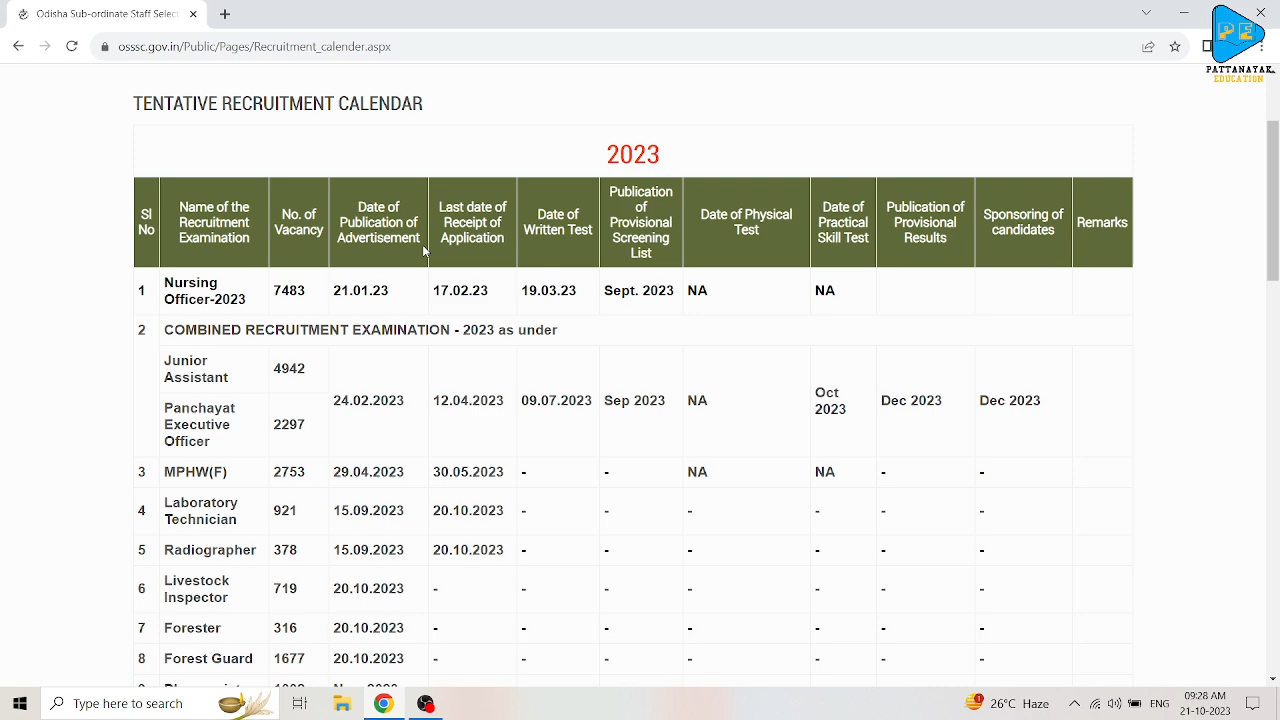 Odisha Sub-ordinate Staff Select
osssc.gov.in/Public/Pages/Recruitment_calender.aspx
PE
PATTANAYAK
EDUCATION
TENTATIVE RECRUITMENT CALENDAR
2023
Sl No
Name of the Recruitment Examination
No. of Vacancy
Date of Publication of Advertisement
Last date of Receipt of Application
Date of Written Test
Publication of Provisional Screening List
Date of Physical Test
Date of Practical Skill Test
Publication of Provisional Results
Sponsoring of candidates
Remarks
1 Nursing Officer-2023 7483 21.01.23 17.02.23 19.03.23 Sept. 2023 NA NA
2 COMBINED RECRUITMENT EXAMINATION - 2023 as under
Junior Assistant 4942
Panchayat Executive Officer 2297
24.02.2023 12.04.2023 09.07.2023 Sep 2023 NA Oct 2023 Dec 2023 Dec 2023
3 MPHW(F) 2753 29.04.2023 30.05.2023 - - NA NA - -
4 Laboratory Technician 921 15.09.2023 20.10.2023 - - - - - -
5 Radiographer 378 15.09.2023 20.10.2023 - - - - - -
6 Livestock Inspector 719 20.10.2023 - - - - - - -
7 Forester 316 20.10.2023 - - - - - - -
8 Forest Guard 1677 20.10.2023 - - - - - - -
Type here to search
1
26°C Haze
ENG
09:28 AM
21-10-2023